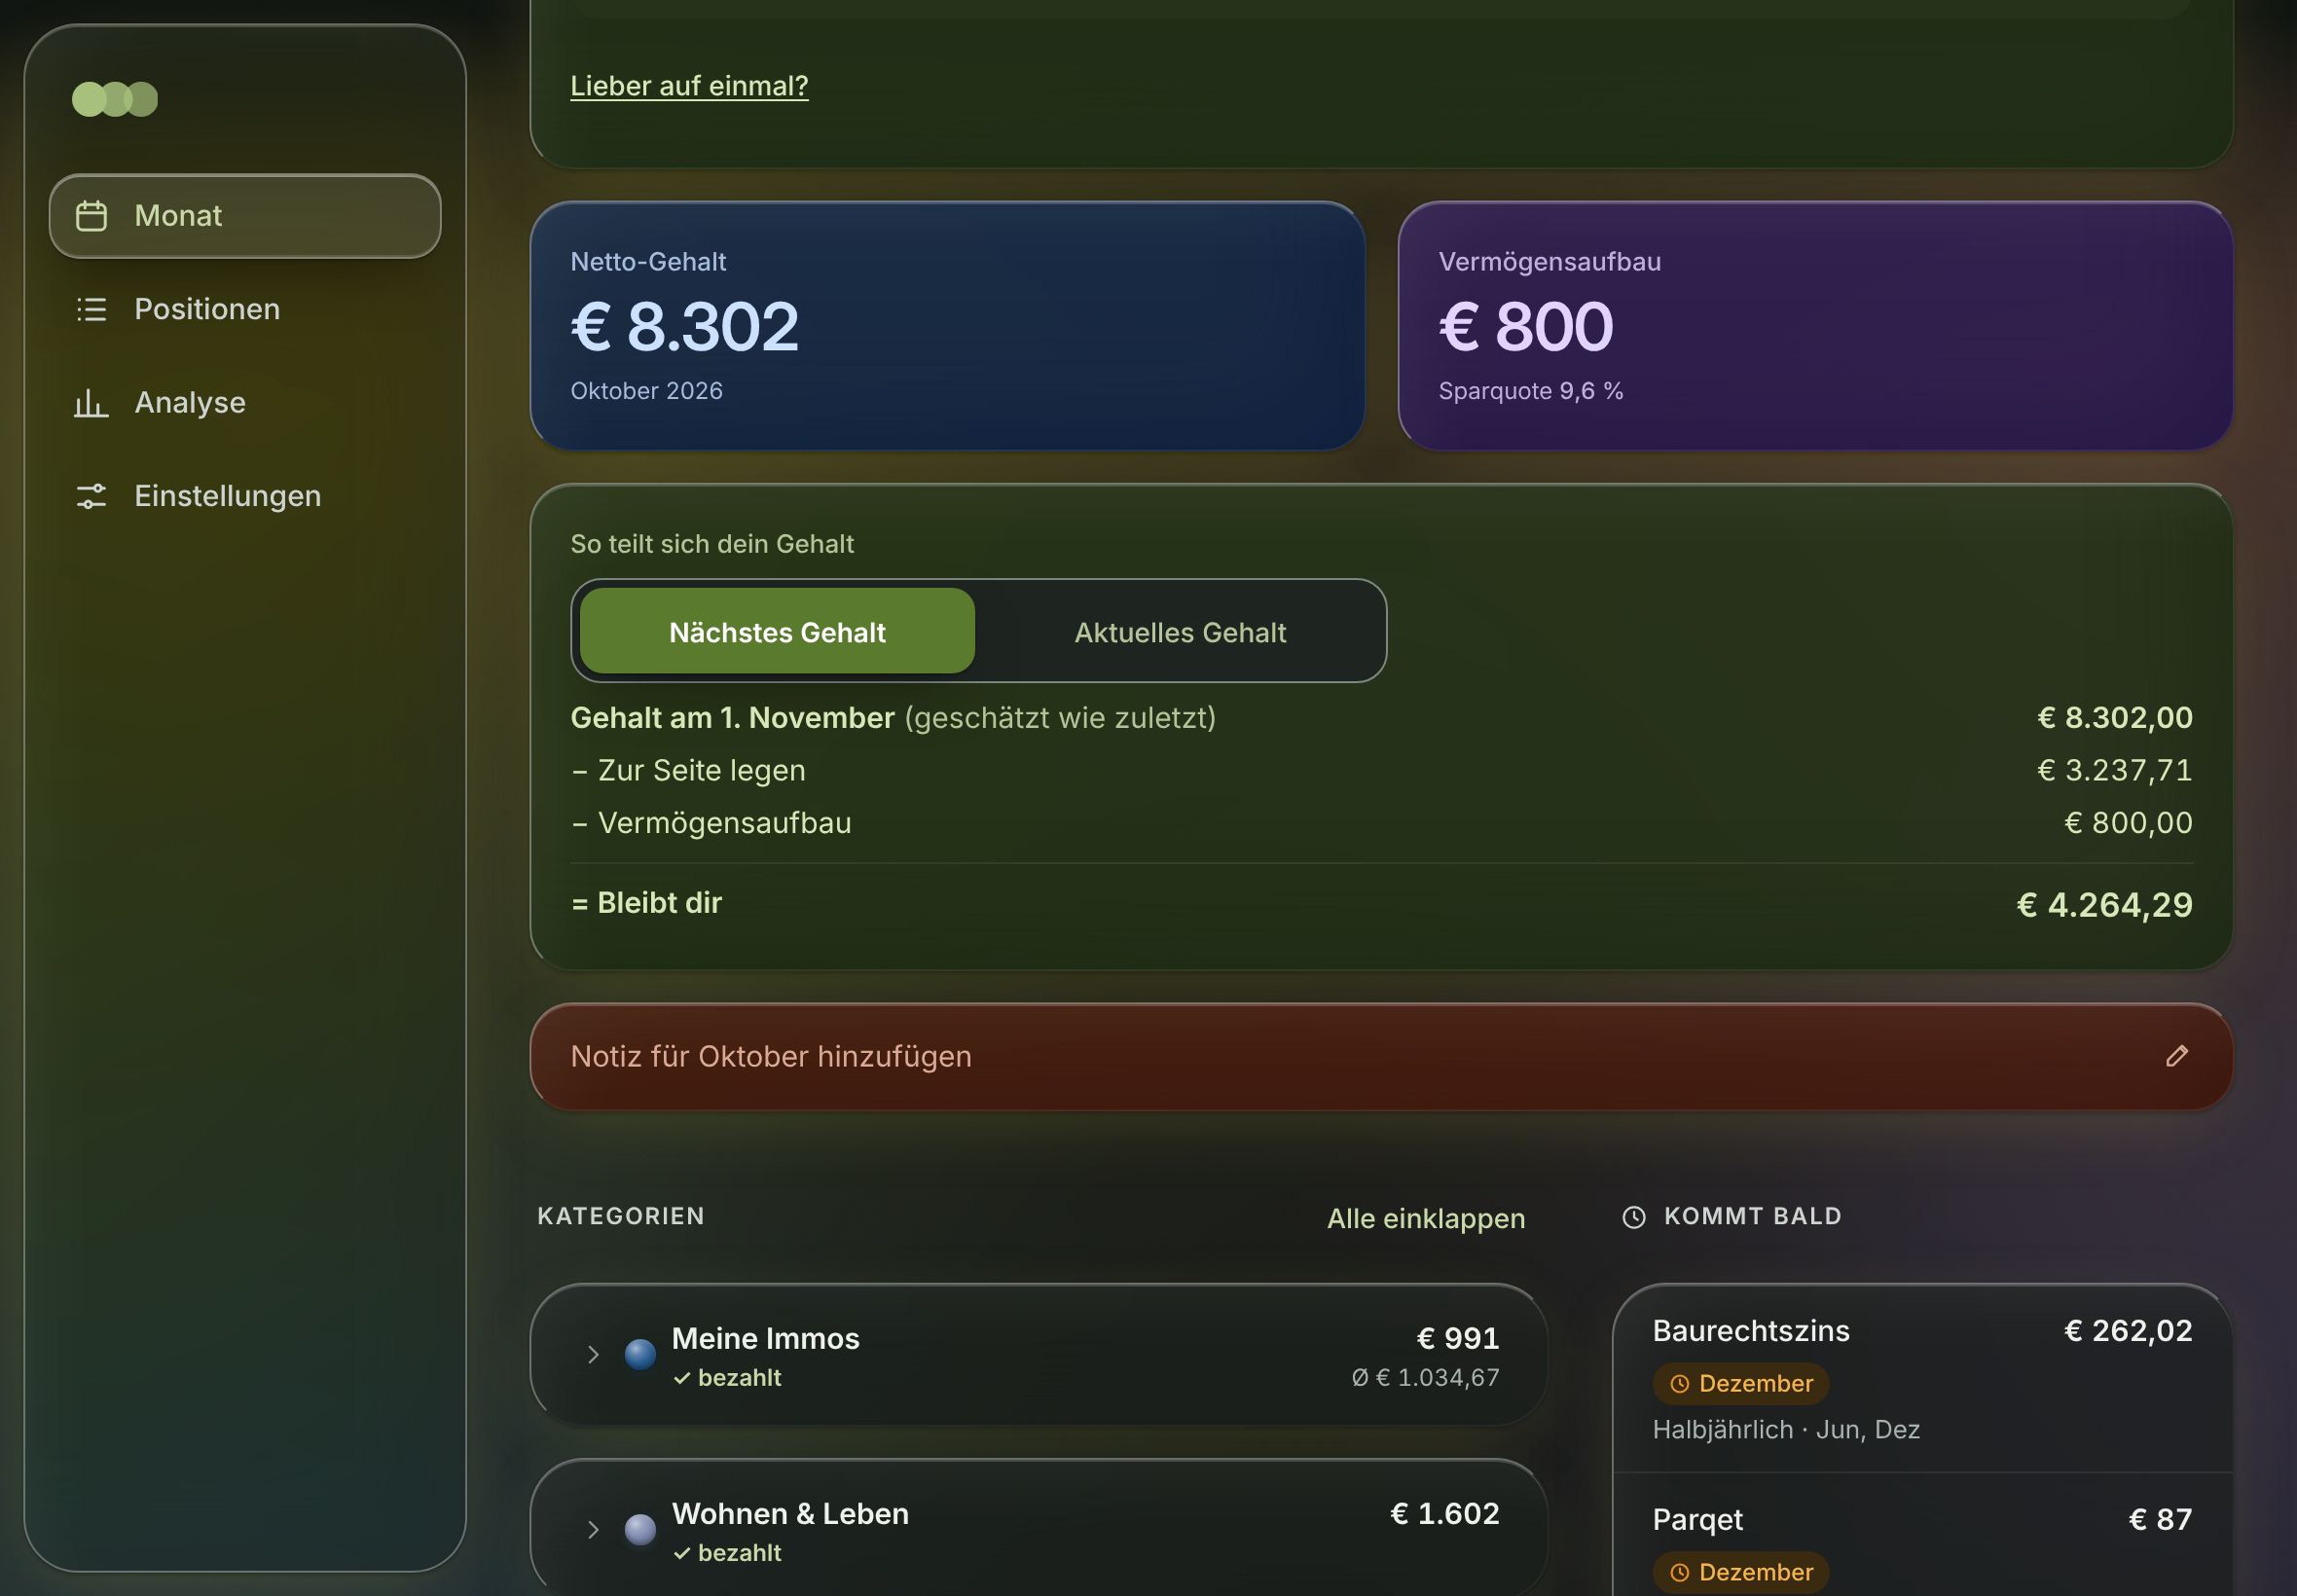 Monat
Positionen
Analyse
Einstellungen
Lieber auf einmal?
Netto-Gehalt
€ 8.302
Oktober 2026
Vermögensaufbau
€ 800
Sparquote 9,6 %
So teilt sich dein Gehalt
Nächstes Gehalt
Aktuelles Gehalt
Gehalt am 1. November (geschätzt wie zuletzt) € 8.302,00
− Zur Seite legen € 3.237,71
− Vermögensaufbau € 800,00
= Bleibt dir € 4.264,29
Notiz für Oktober hinzufügen
KATEGORIEN
Alle einklappen
Meine Immos € 991
✓ bezahlt Ø € 1.034,67
Wohnen & Leben € 1.602
✓ bezahlt
KOMMT BALD
Baurechtszins € 262,02
Dezember
Halbjährlich · Jun, Dez
Parqet € 87
Dezember